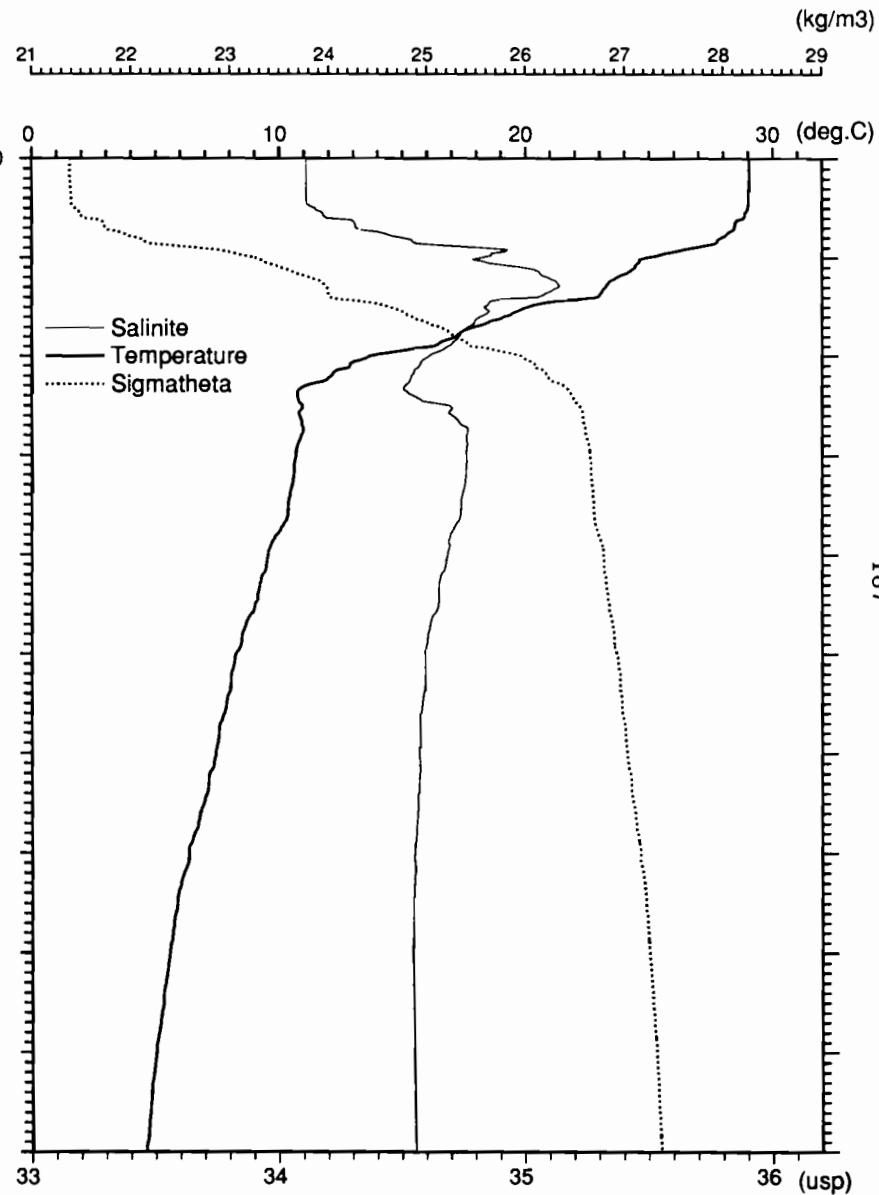 (kg/m3)
21 22 23 24 25 26 27 28 29
0 10 20 30 (deg.C)
0
Salinite
Temperature
Sigmatheta
33 34 35 36 (usp)